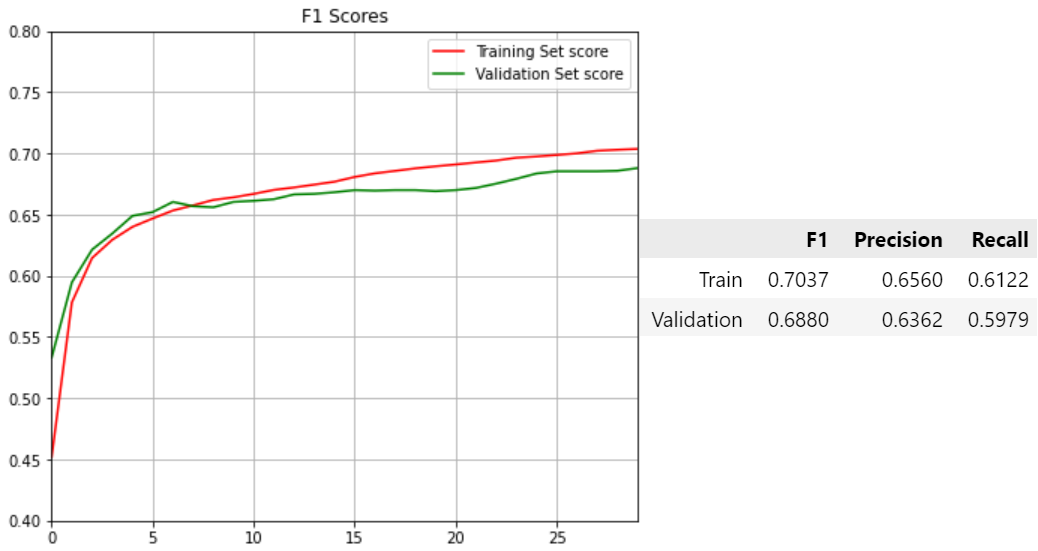 F1 Scores
0.80
0.75
0.70
0.65
0.60
0.55
0.50
0.45
0.40
0 5 10 15 20 25
Training Set score
Validation Set score
F1 Precision Recall
Train 0.7037 0.6560 0.6122
Validation 0.6880 0.6362 0.5979